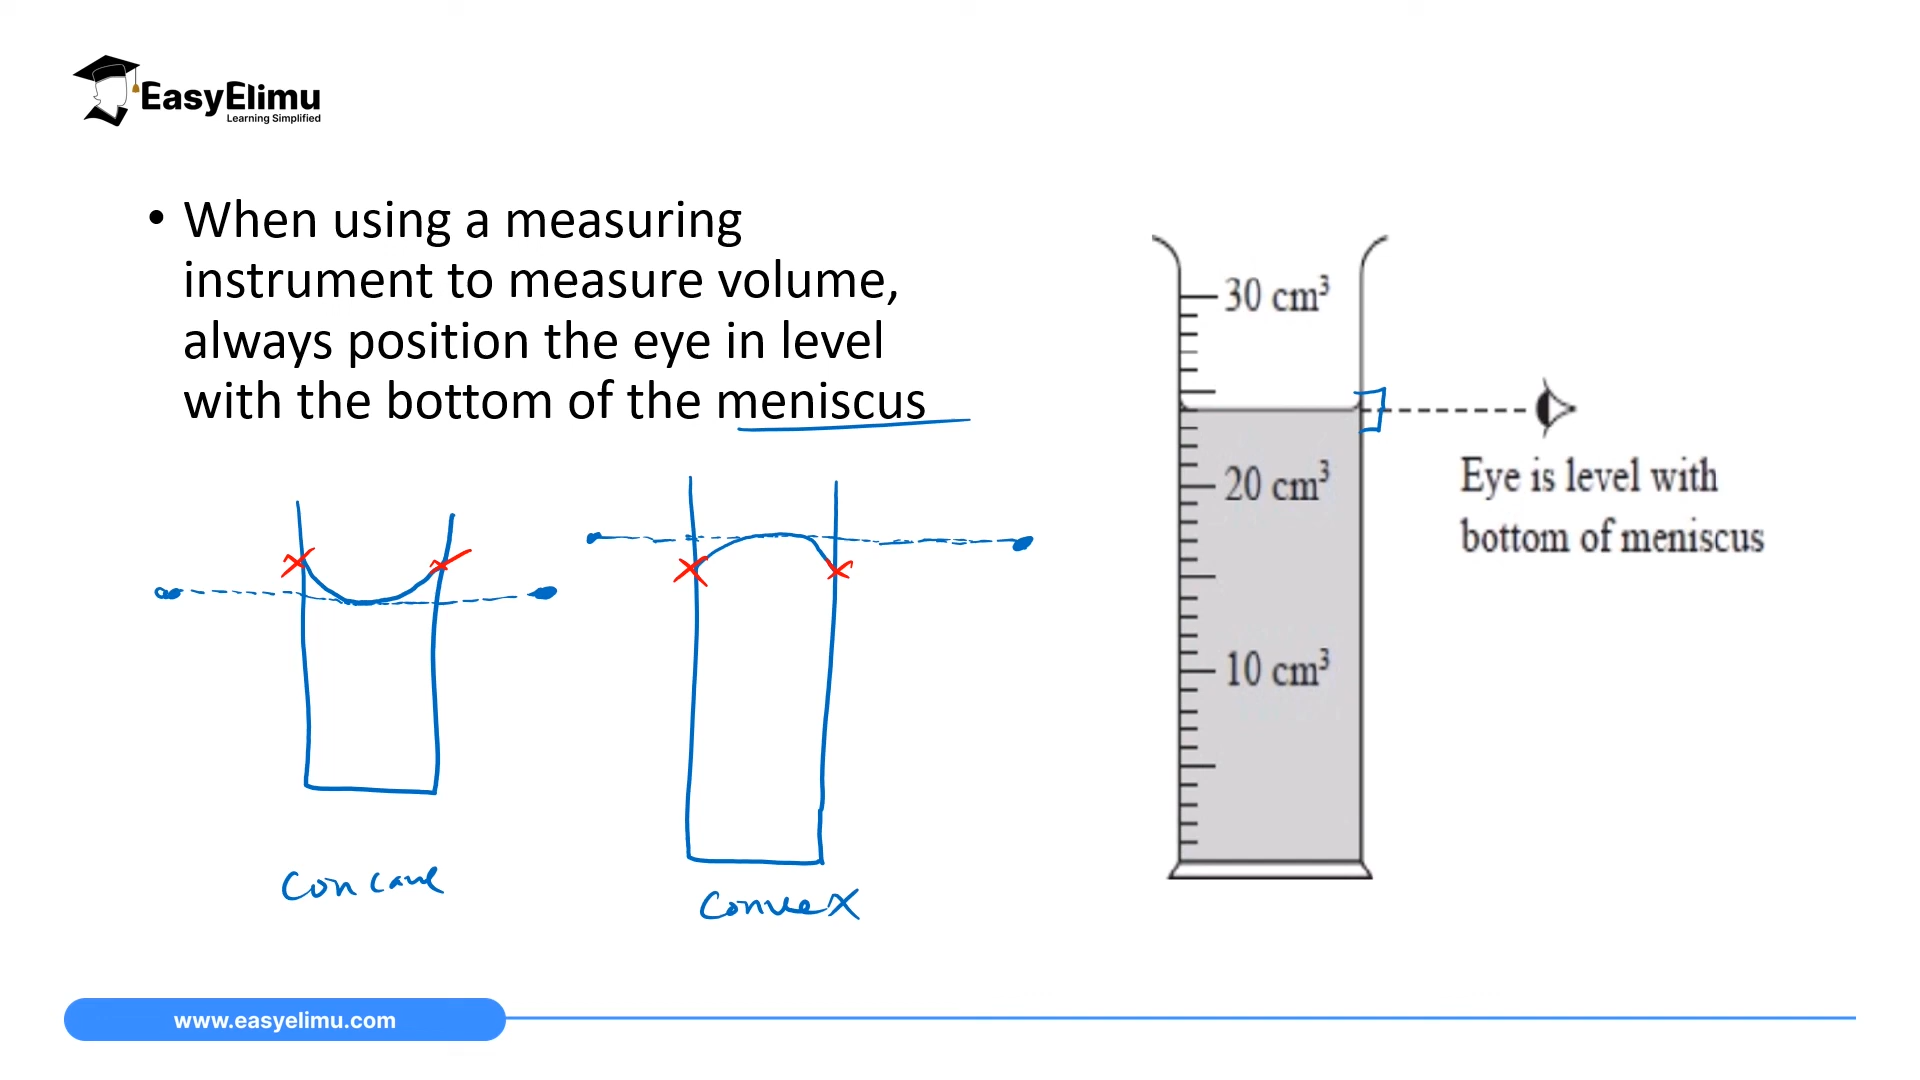 EasyElimu
Learning Simplified
• When using a measuring
instrument to measure volume,
always position the eye in level
with the bottom of the meniscus
30 cm³
20 cm³
10 cm³
Eye is level with
bottom of meniscus
Concave
Convex
www.easyelimu.com